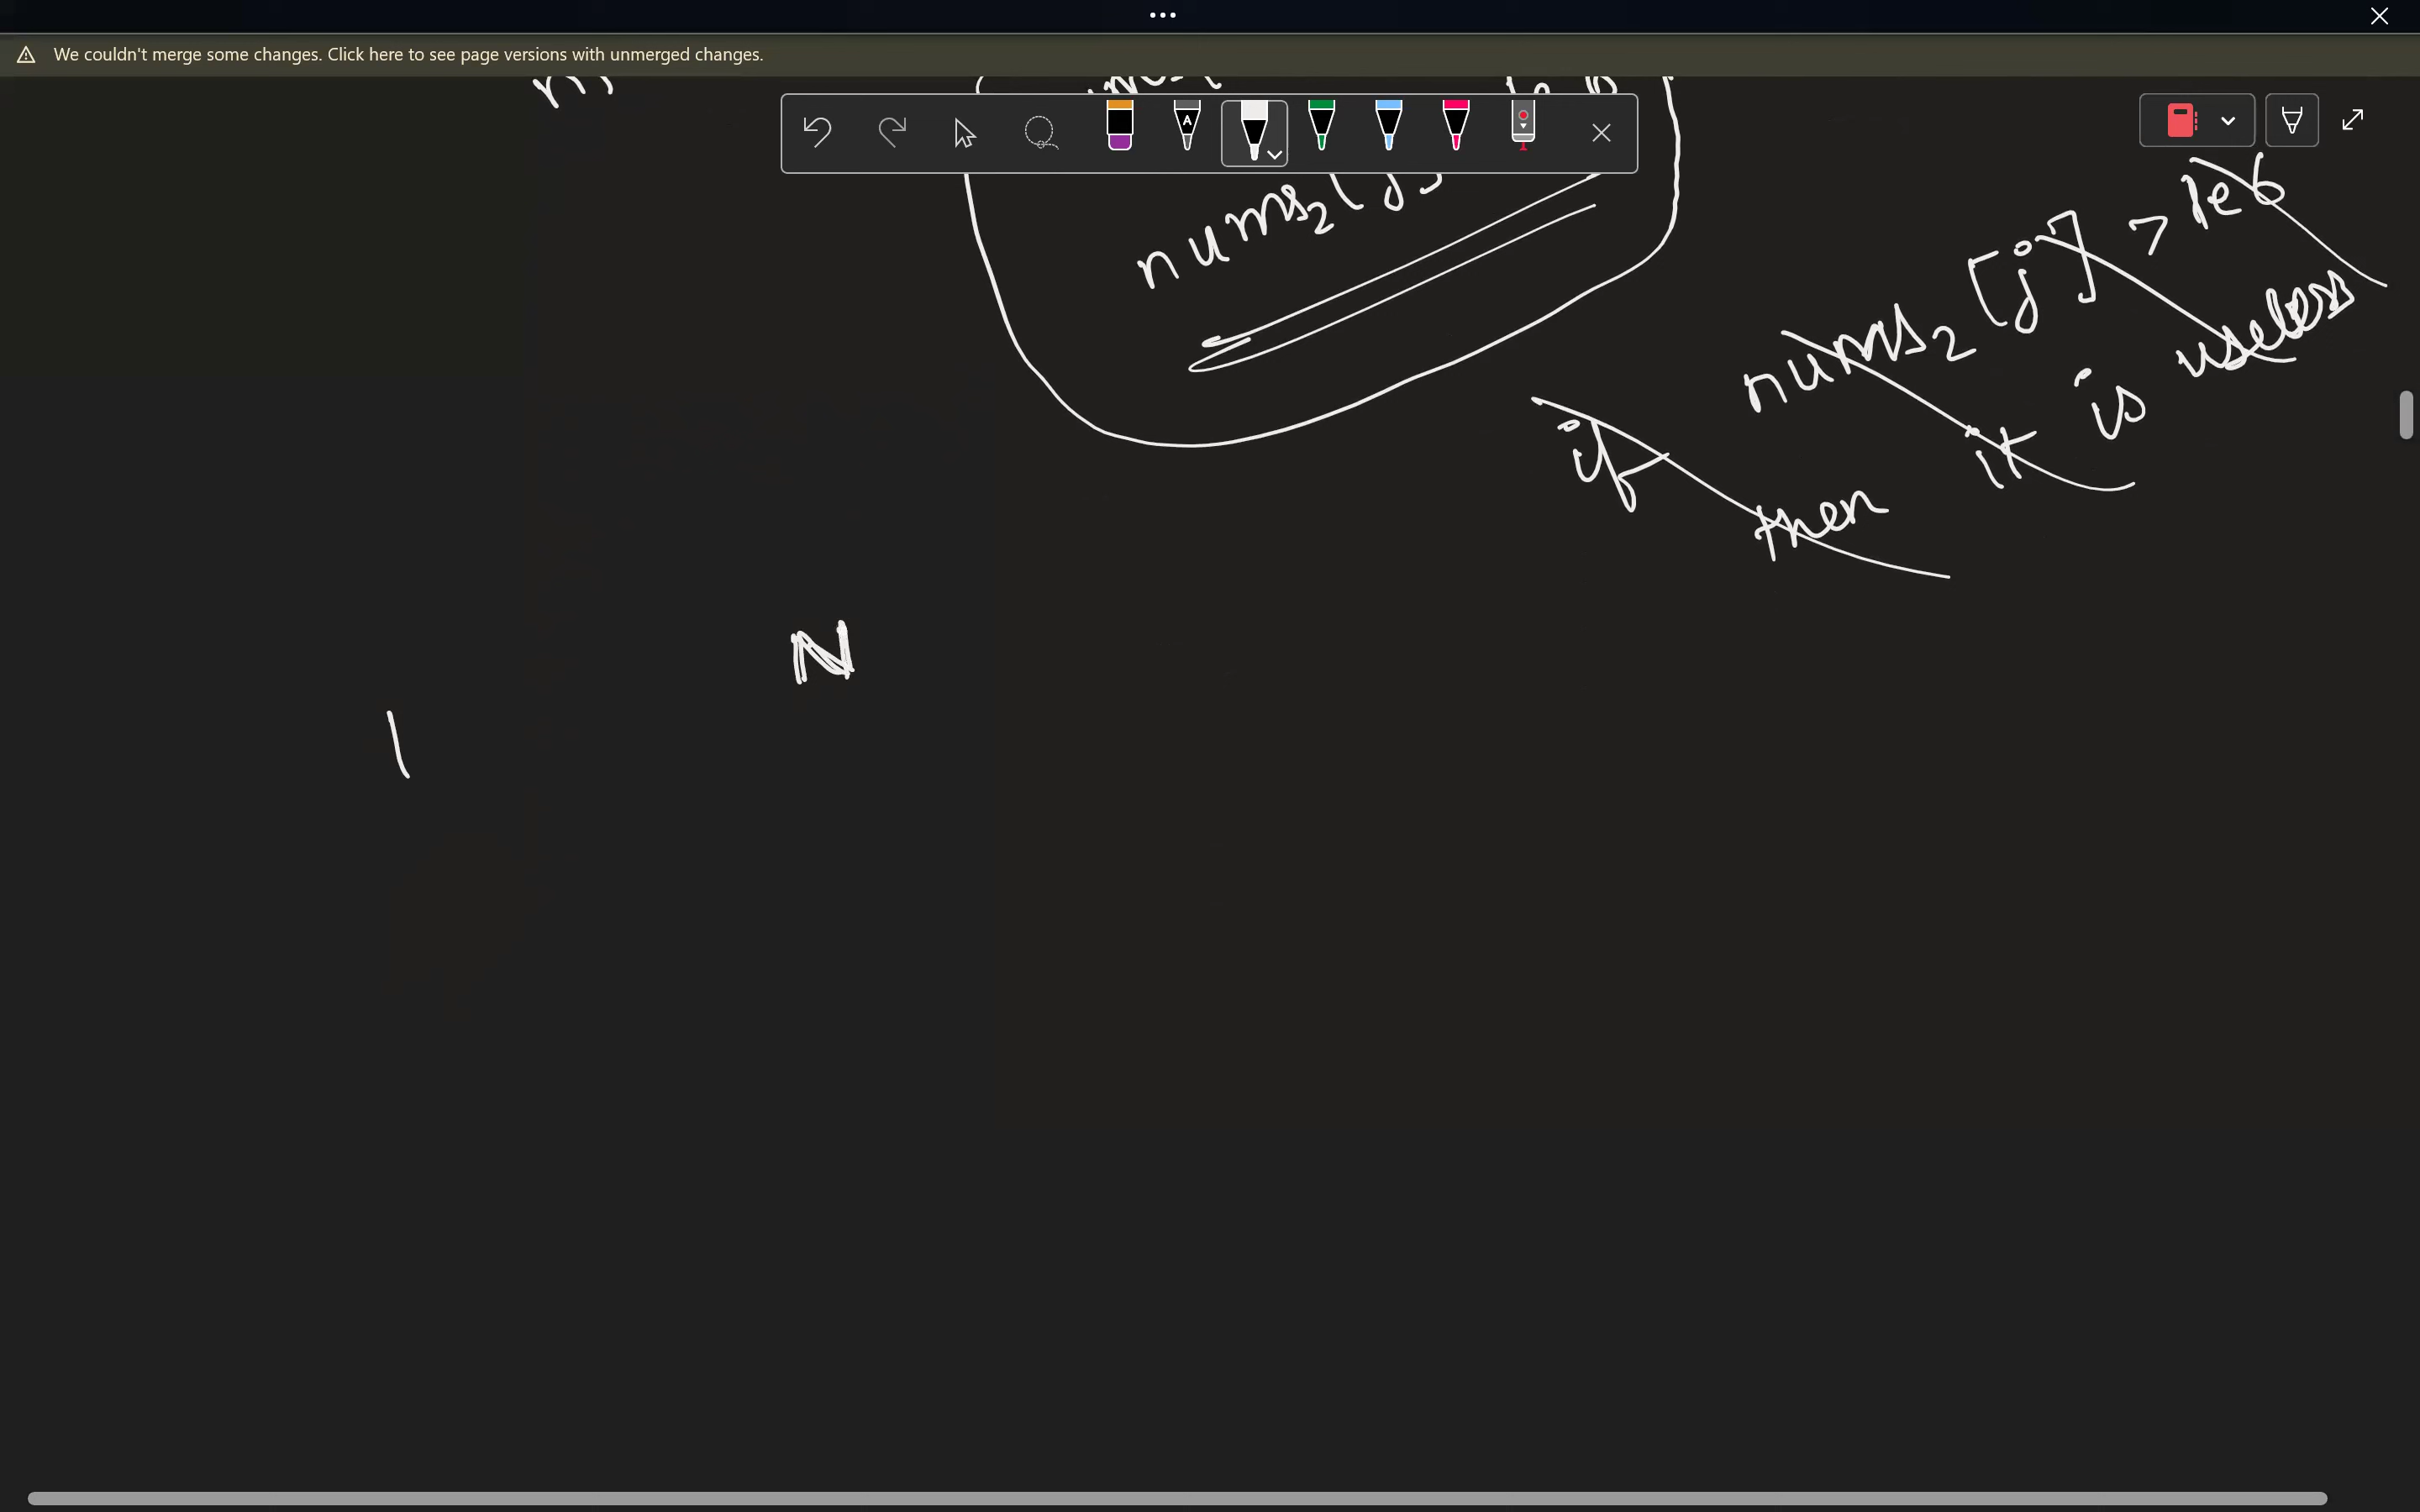 We couldn't merge some changes. Click here to see page versions with unmerged changes.
A
nums₂[j]
if nums₂[j] >
then it is useless
N